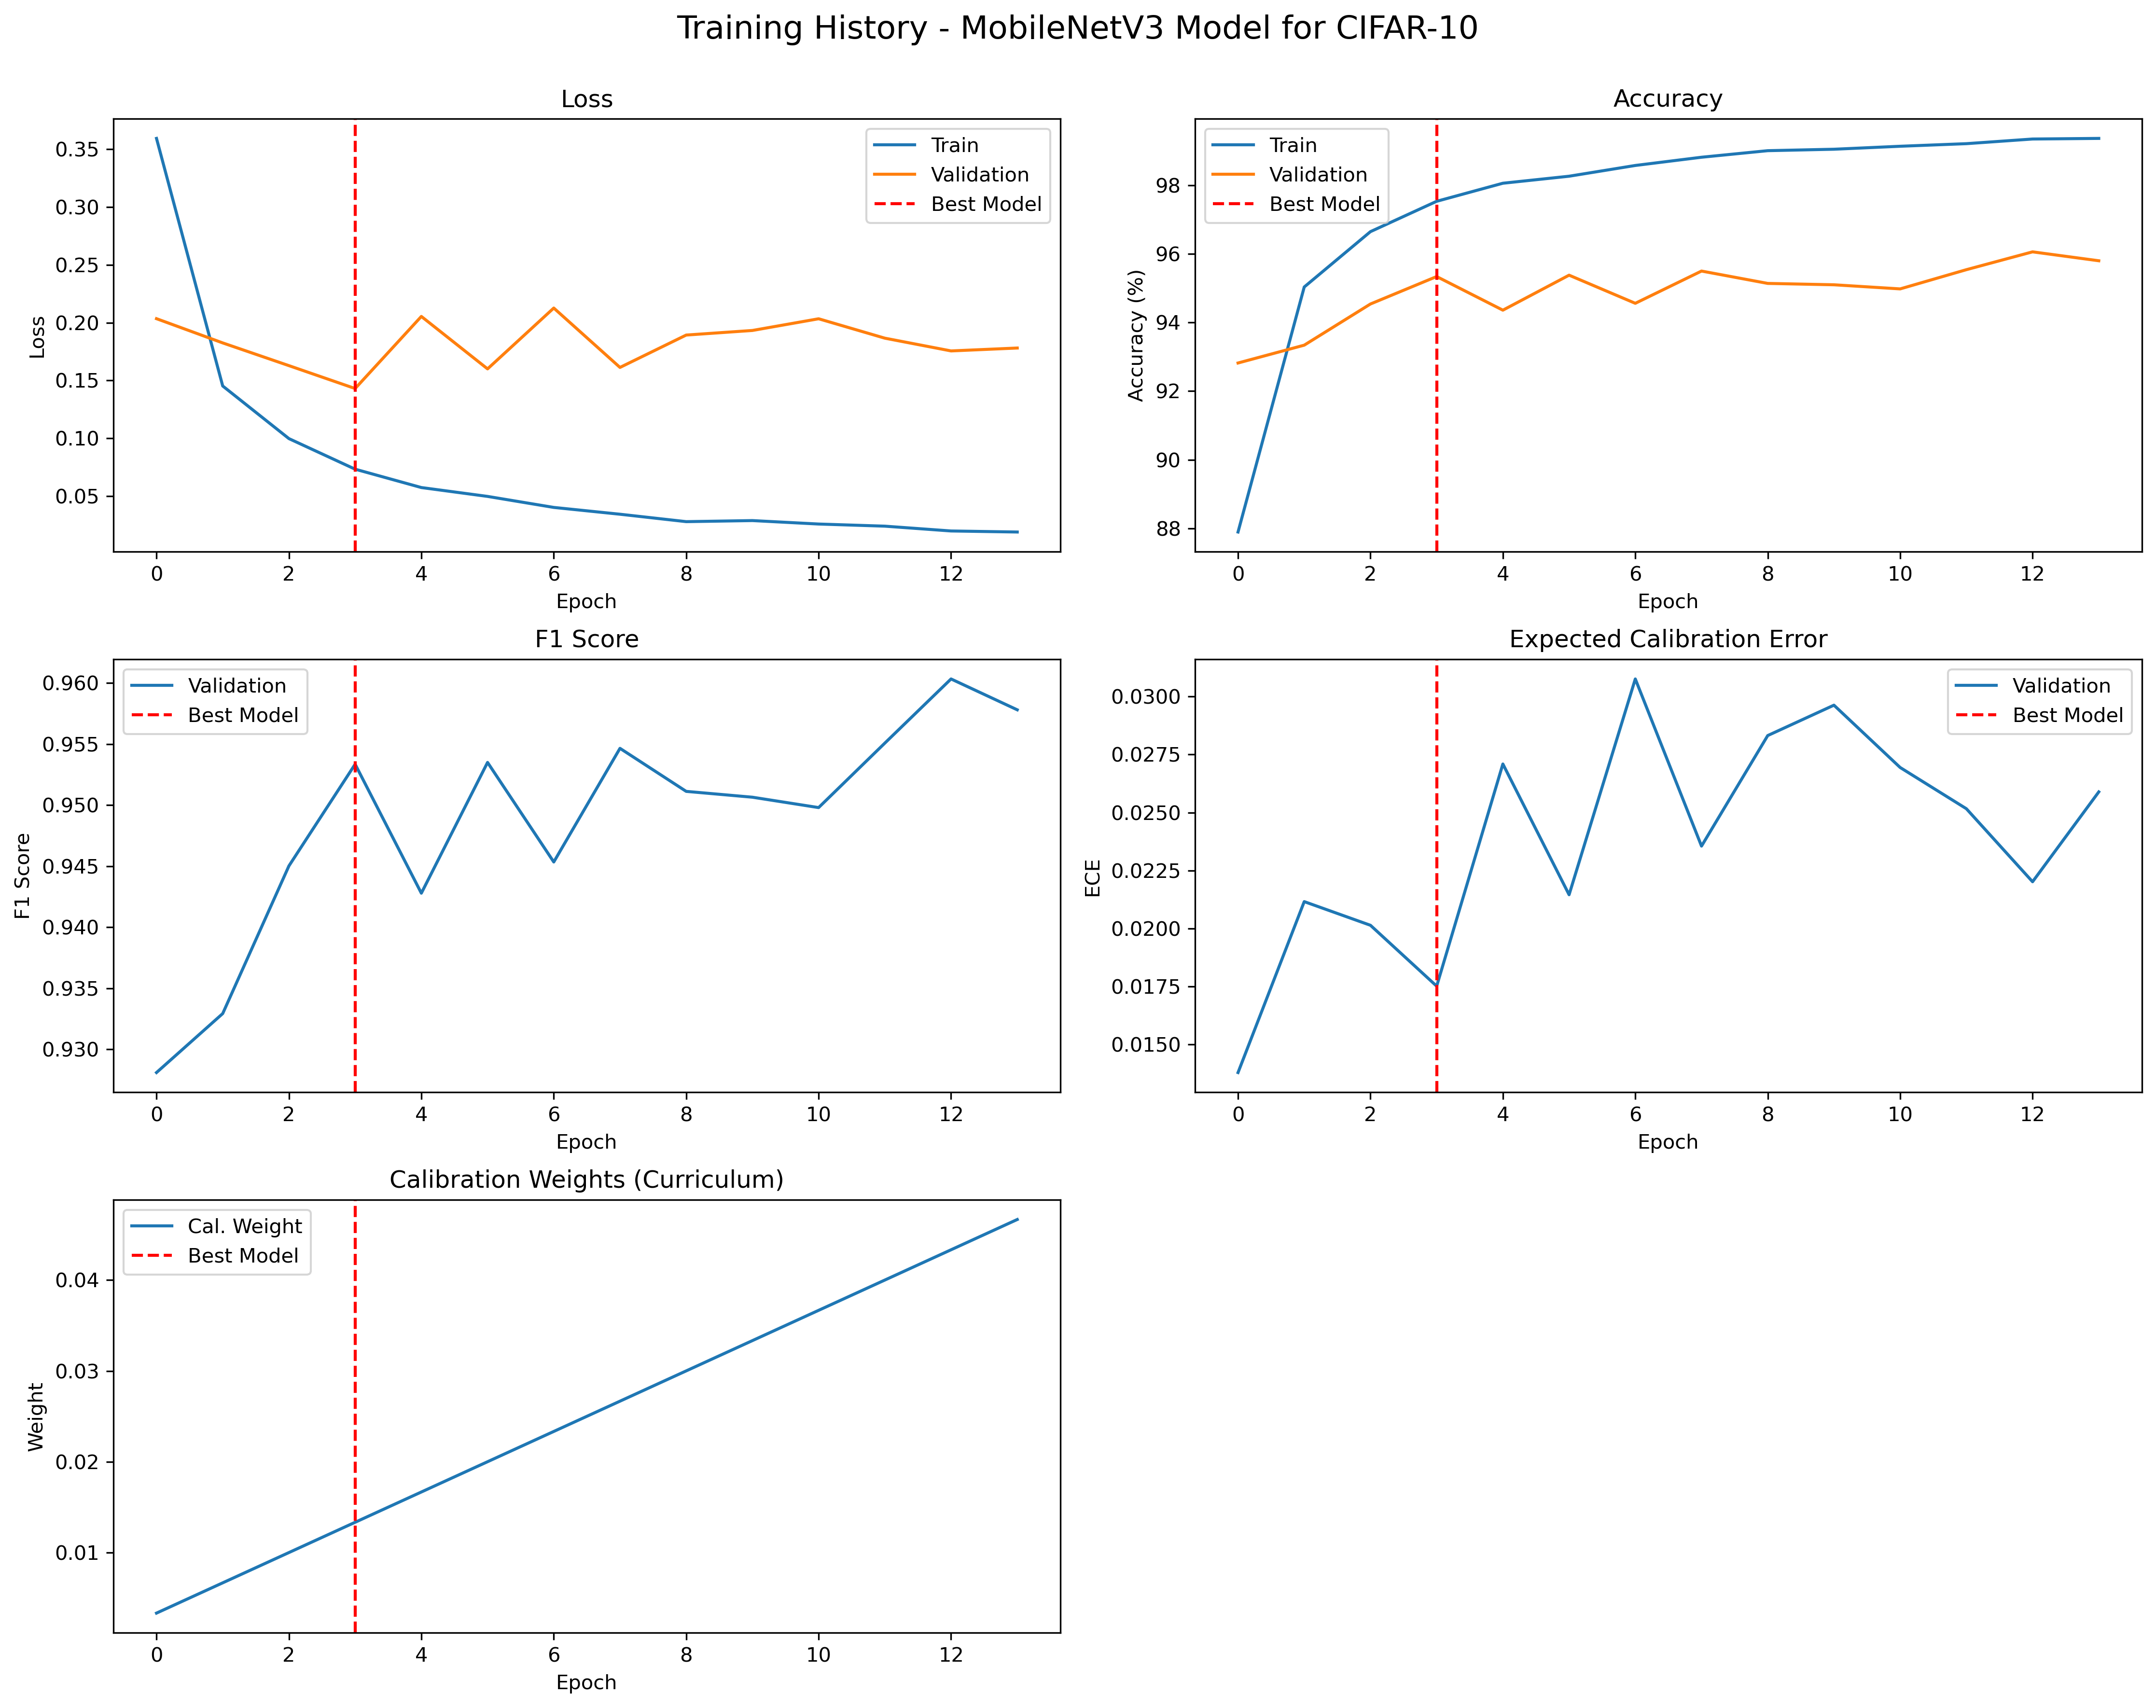 Training History - MobileNetV3 Model for CIFAR-10
Loss
Train
Validation
Best Model
0.35
0.30
0.25
0.20
0.15
0.10
0.05
Loss
0 2 4 6 8 10 12
Epoch
Accuracy
Train
Validation
Best Model
98
96
94
92
90
88
Accuracy (%)
0 2 4 6 8 10 12
Epoch
F1 Score
Validation
Best Model
0.960
0.955
0.950
0.945
0.940
0.935
0.930
F1 Score
0 2 4 6 8 10 12
Epoch
Expected Calibration Error
Validation
Best Model
0.0300
0.0275
0.0250
0.0225
0.0200
0.0175
0.0150
ECE
0 2 4 6 8 10 12
Epoch
Calibration Weights (Curriculum)
Cal. Weight
Best Model
0.04
0.03
0.02
0.01
Weight
0 2 4 6 8 10 12
Epoch